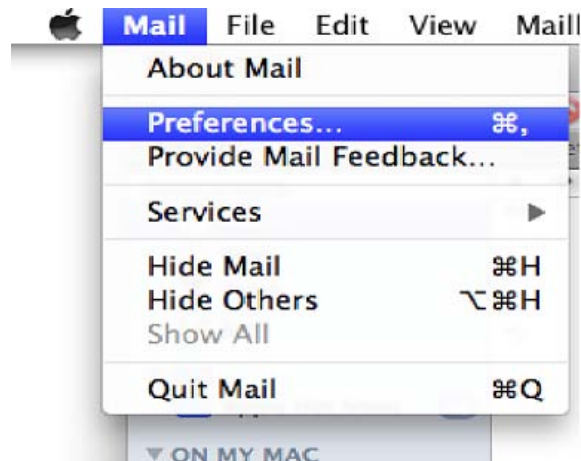 Mail File Edit View Mail
About Mail
Preferences... ⌘,
Provide Mail Feedback...
Services
Hide Mail ⌘H
Hide Others ⌥⌘H
Show All
Quit Mail ⌘Q
ON MY MAC